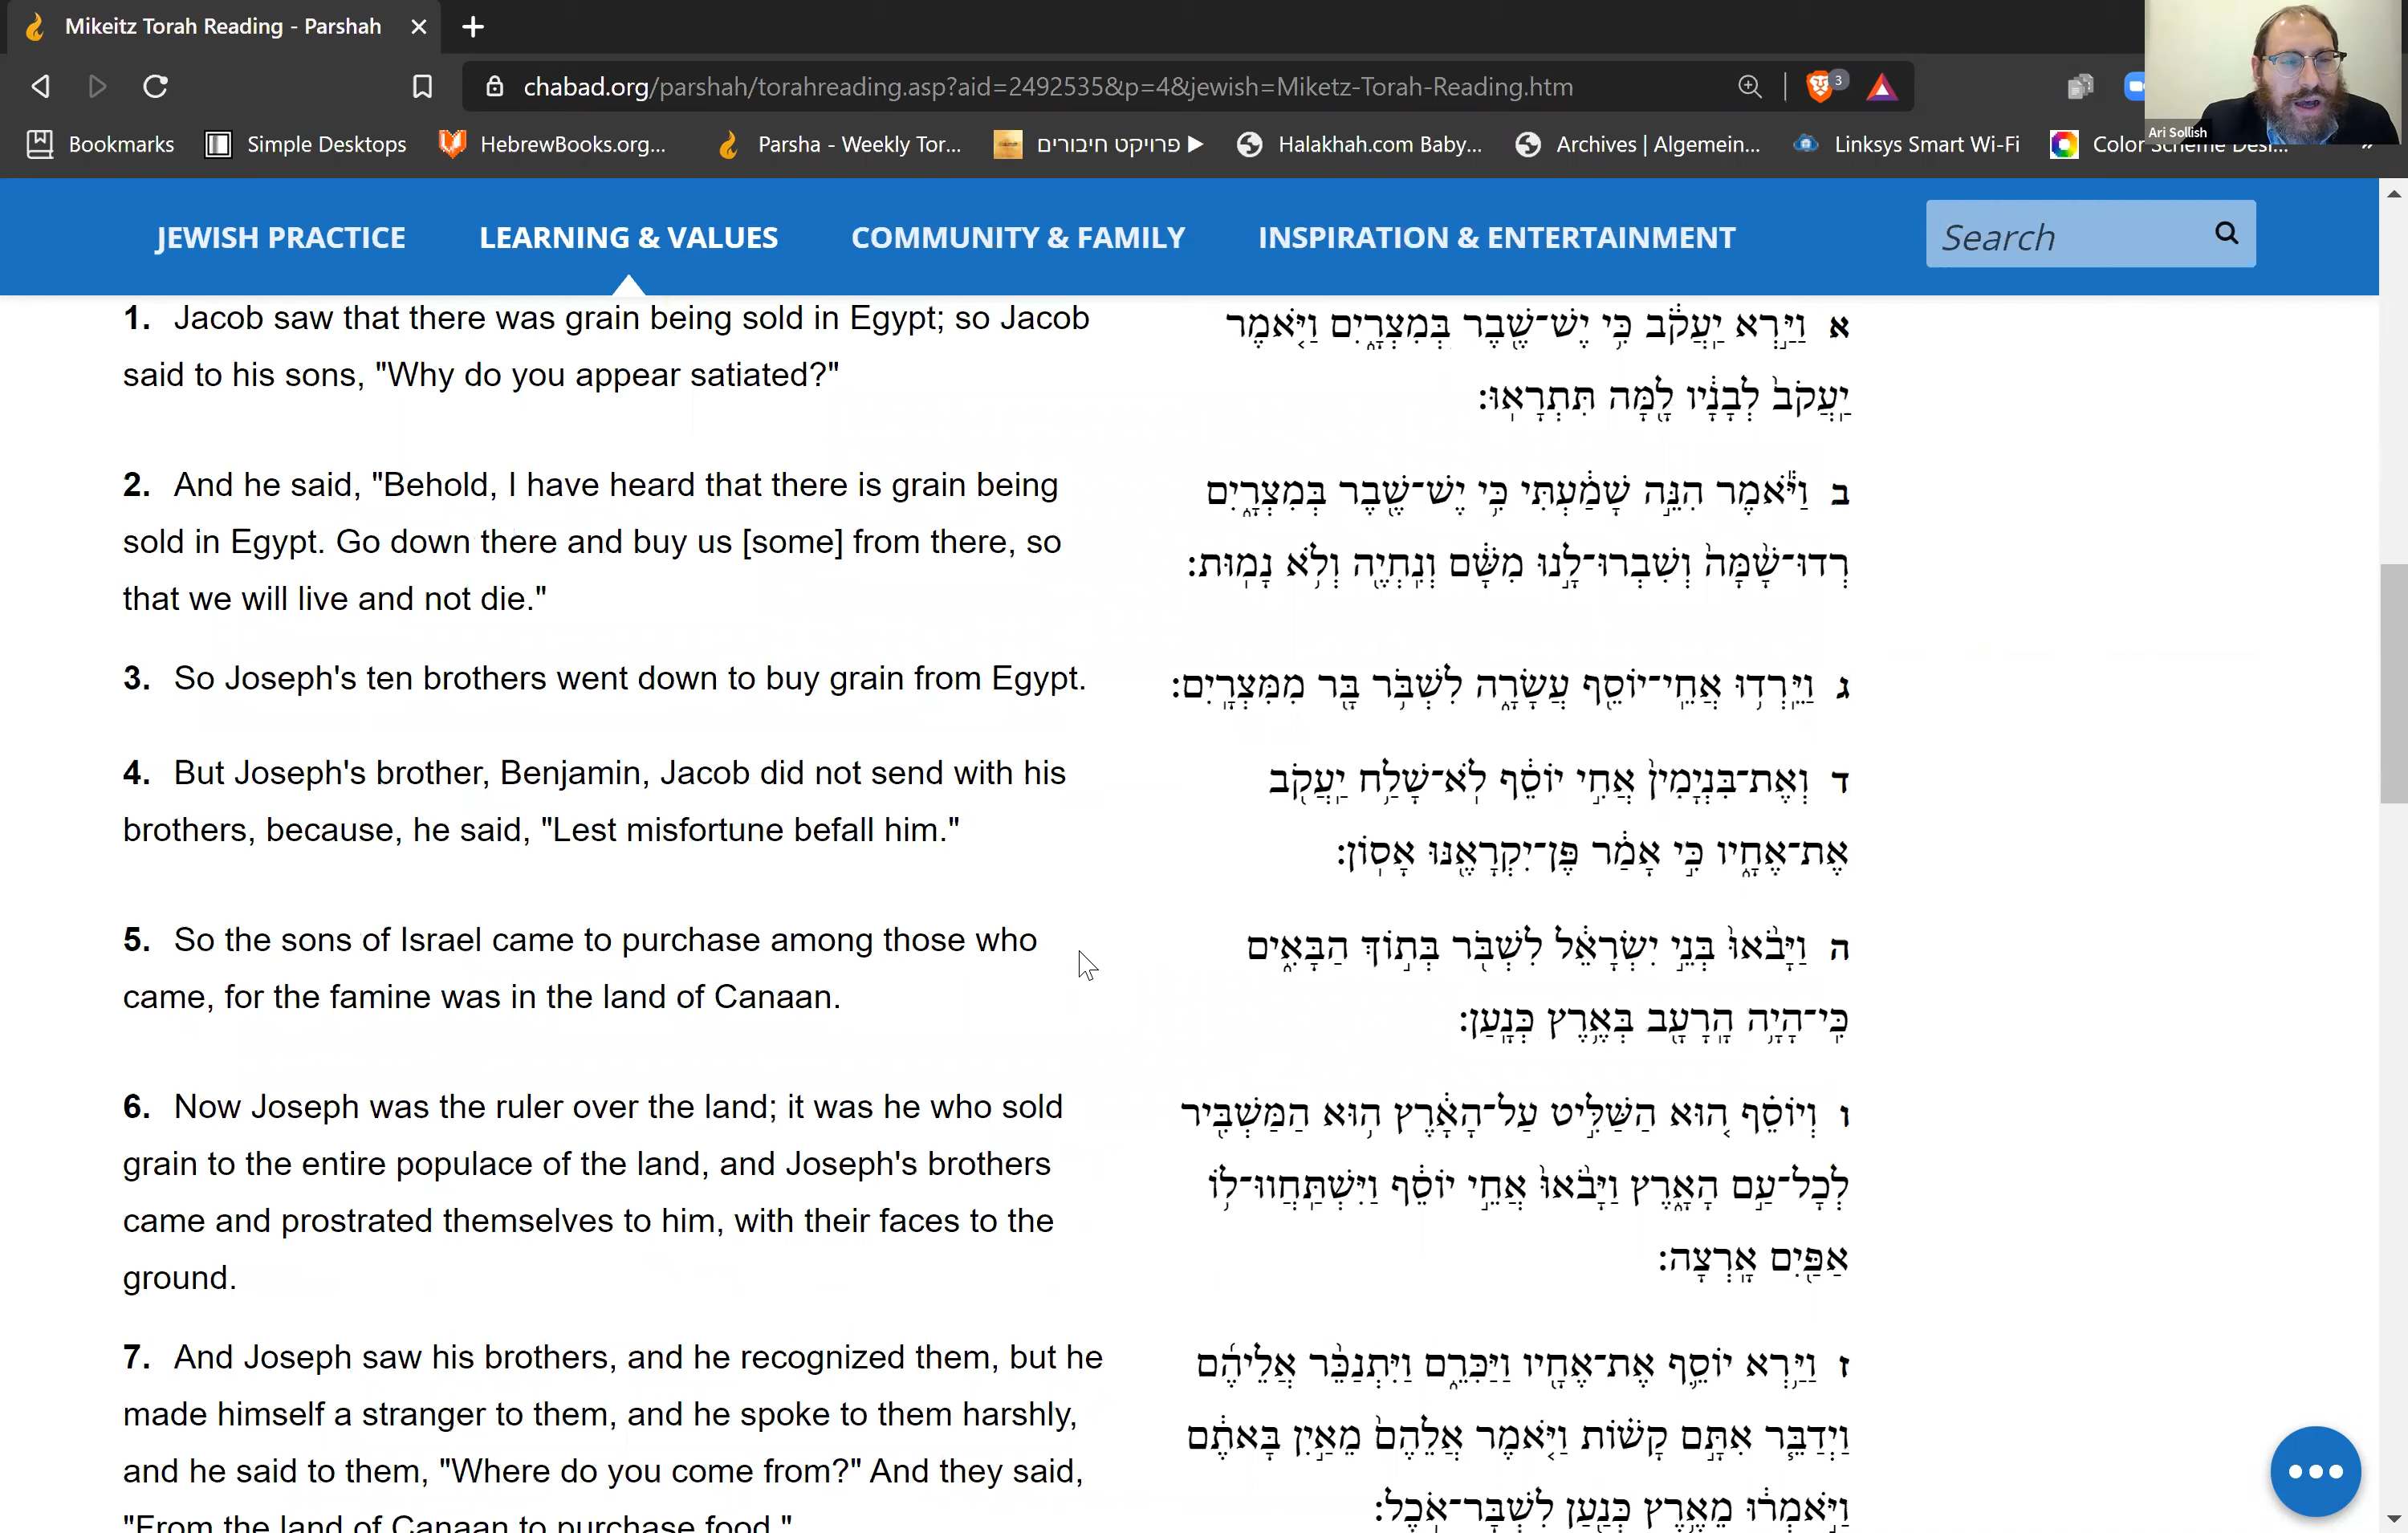 Mikeitz Torah Reading - Parshah
chabad.org/parshah/torahreading.asp?aid=2492535&p=4&jewish=Miketz-Torah-Reading.htm
3
Ari Sollish
Bookmarks
Simple Desktops
HebrewBooks.org...
Parsha - Weekly Tor...
פרויקט חיבורים
Halakhah.com Baby...
Archives | Algemein...
Linksys Smart Wi-Fi
Color Scheme Desi...
JEWISH PRACTICE
LEARNING & VALUES
COMMUNITY & FAMILY
INSPIRATION & ENTERTAINMENT
Search
1. Jacob saw that there was grain being sold in Egypt; so Jacob
said to his sons, "Why do you appear satiated?"
א וַיַּ֣רְא יַֽעֲקֹ֔ב כִּ֥י יֶשׁ־שֶׁ֖בֶר בְּמִצְרָ֑יִם וַיֹּ֤אמֶר
יַֽעֲקֹב֙ לְבָנָ֔יו לָ֖מָּה תִּתְרָאֽוּ:
2. And he said, "Behold, I have heard that there is grain being
sold in Egypt. Go down there and buy us [some] from there, so
that we will live and not die."
ב וַיֹּ֕אמֶר הִנֵּ֣ה שָׁמַ֔עְתִּי כִּ֥י יֶשׁ־שֶׁ֖בֶר בְּמִצְרָ֑יִם
רְדוּ־שָׁ֨מָּה֙ וְשִׁבְרוּ־לָ֣נוּ מִשָּׁ֔ם וְנִֽחְיֶ֖ה וְלֹ֥א נָמֽוּת:
3. So Joseph's ten brothers went down to buy grain from Egypt.
ג וַיֵּֽרְד֥וּ אֲחֵֽי־יוֹסֵ֖ף עֲשָׂרָ֑ה לִשְׁבֹּ֥ר בָּ֖ר מִמִּצְרָֽיִם:
4. But Joseph's brother, Benjamin, Jacob did not send with his
brothers, because, he said, "Lest misfortune befall him."
ד וְאֶת־בִּנְיָמִין֙ אֲחִ֣י יוֹסֵ֔ף לֹֽא־שָׁלַ֥ח יַֽעֲקֹ֖ב
אֶת־אֶחָ֑יו כִּ֣י אָמַ֔ר פֶּן־יִקְרָאֶ֖נּוּ אָסֽוֹן:
5. So the sons of Israel came to purchase among those who
came, for the famine was in the land of Canaan.
ה וַיָּבֹ֨אוּ֙ בְּנֵ֣י יִשְׂרָאֵ֔ל לִשְׁבֹּ֖ר בְּת֣וֹךְ הַבָּאִ֑ים
כִּֽי־הָיָ֥ה הָֽרָעָ֖ב בְּאֶ֥רֶץ כְּנָֽעַן:
6. Now Joseph was the ruler over the land; it was he who sold
grain to the entire populace of the land, and Joseph's brothers
came and prostrated themselves to him, with their faces to the
ground.
ו וְיוֹסֵ֗ף ה֚וּא הַשַּׁלִּ֣יט עַל־הָאָ֔רֶץ ה֥וּא הַמַּשְׁבִּ֖יר
לְכָל־עַ֣ם הָאָ֑רֶץ וַיָּבֹ֨אוּ֙ אֲחֵ֣י יוֹסֵ֔ף וַיִּשְׁתַּֽחֲווּ־ל֥וֹ
אַפַּ֖יִם אָֽרְצָה:
7. And Joseph saw his brothers, and he recognized them, but he
made himself a stranger to them, and he spoke to them harshly,
and he said to them, "Where do you come from?" And they said,
"From the land of Canaan to purchase food."
ז וַיַּ֥רְא יוֹסֵ֛ף אֶת־אֶחָ֖יו וַיַּכִּרֵ֑ם וַיִּתְנַכֵּ֨ר אֲלֵיהֶ֜ם
וַיְדַבֵּ֧ר אִתָּ֣ם קָשׁ֗וֹת וַיֹּ֤אמֶר אֲלֵהֶם֙ מֵאַ֣יִן בָּאתֶ֔ם
וַיֹּ֣אמְר֔וּ מֵאֶ֥רֶץ כְּנַ֖עַן לִשְׁבָּר־אֹֽכֶל: